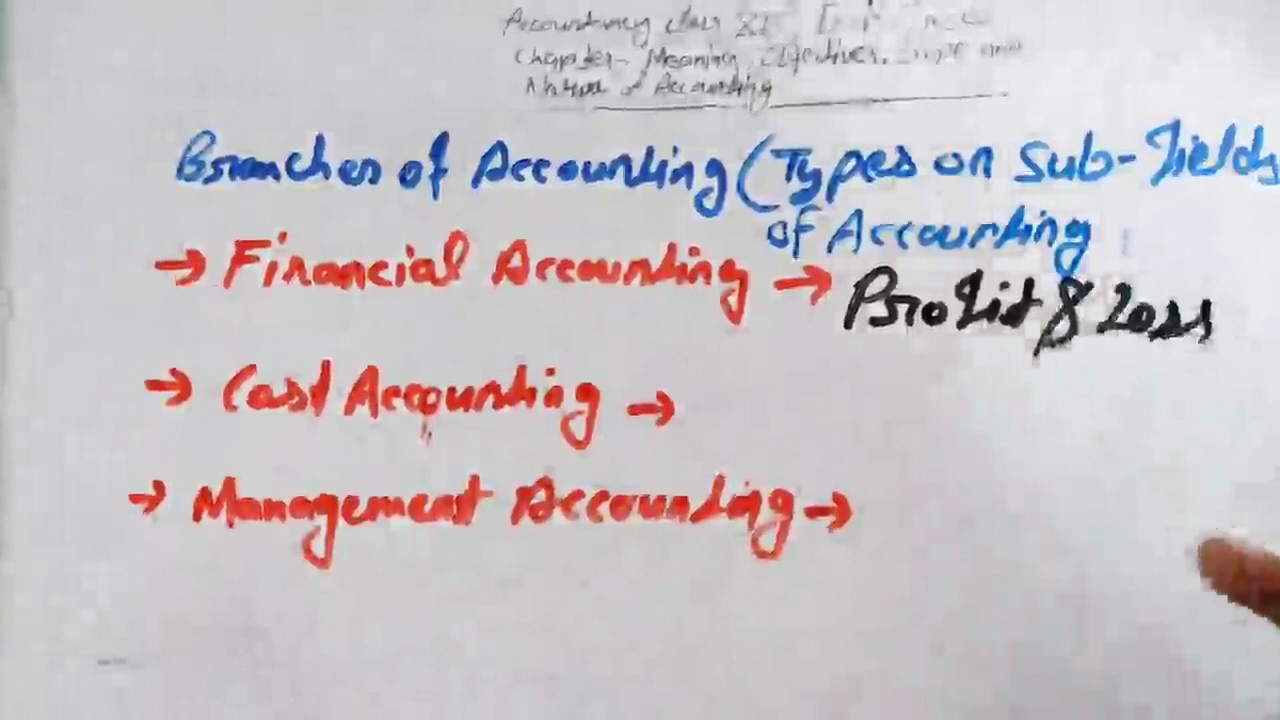 Accountancy class XI
Chapter- Meaning, Objectives,
Nature of Accounting
Branches of Accounting (Types or Sub-Fields
of Accounting
→ Financial Accounting → Profit & Loss
→ Cost Accounting →
→ Management Accounting →